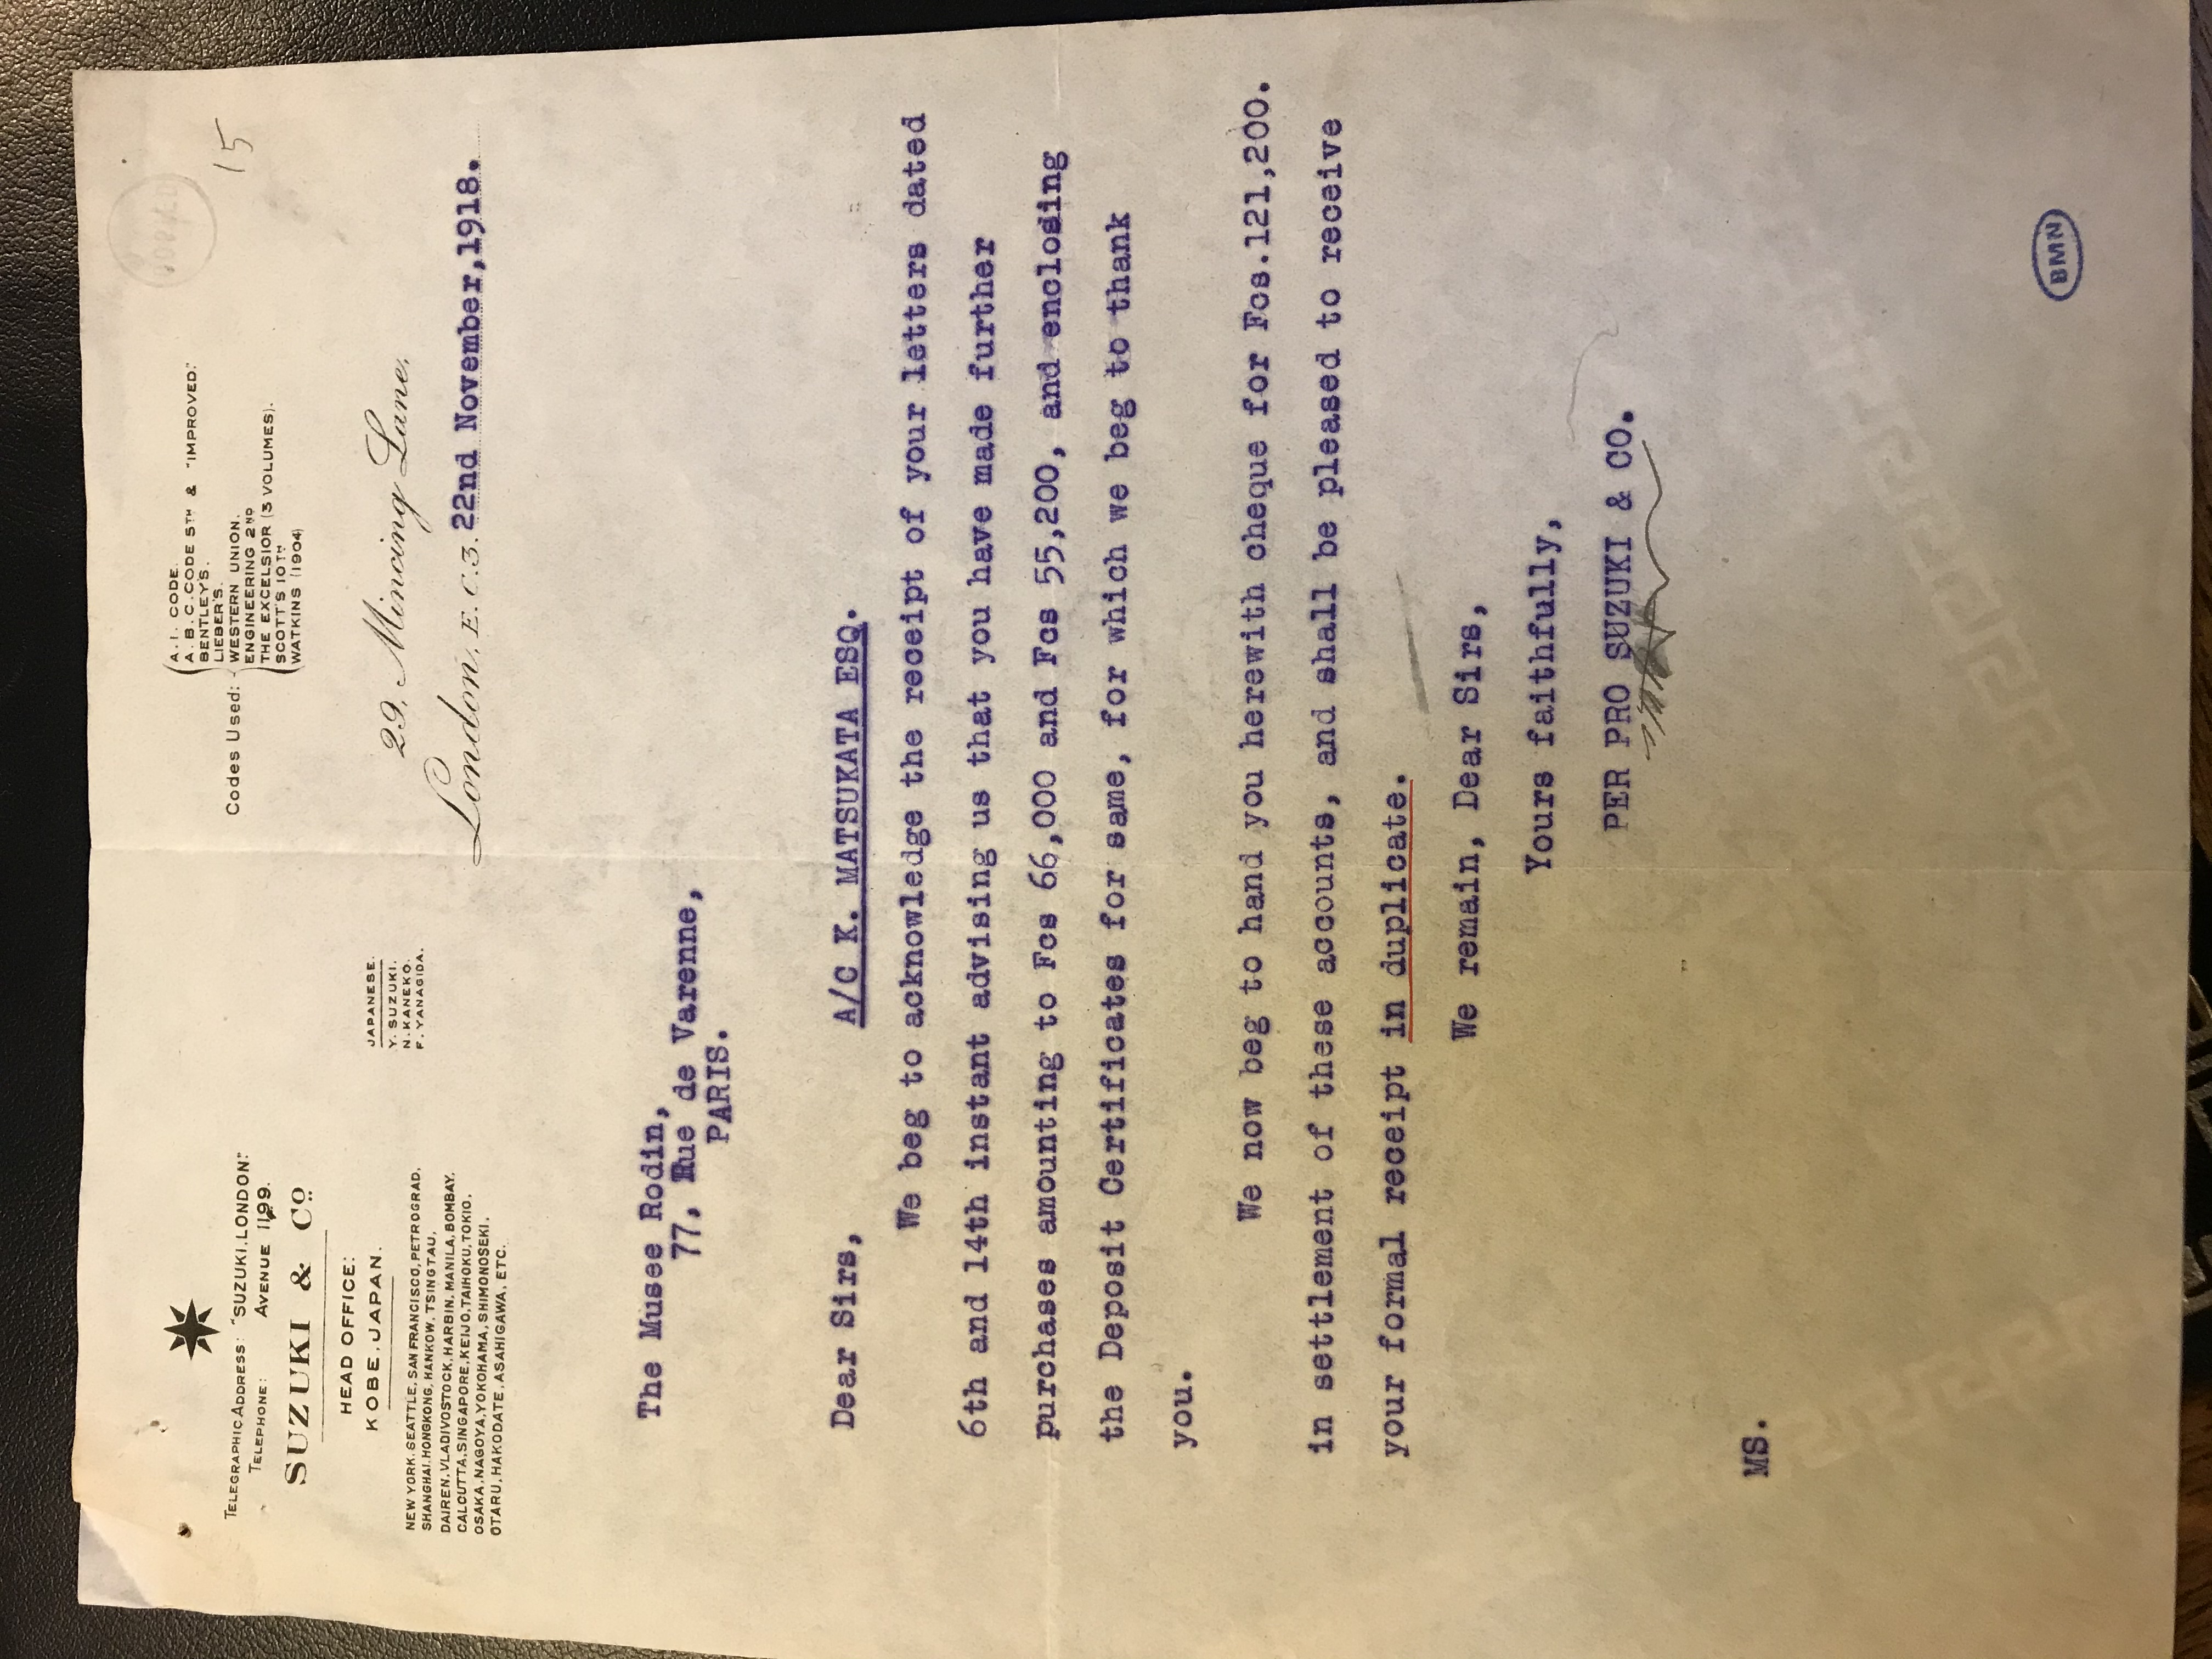 TELEGRAPHIC ADDRESS: "SUZUKI, LONDON."
TELEPHONE: AVENUE 1199.
SUZUKI & Co.
HEAD OFFICE:
KOBE, JAPAN.
NEW YORK, SEATTLE, SAN FRANCISCO, PETROGRAD,
SHANGHAI, HONGKONG, HANKOW, TSINGTAU,
DAIREN, VLADIVOSTOCK, HARBIN, MANILA, BOMBAY,
CALCUTTA, SINGAPORE, KEIJO, TAIHOKU, TOKIO,
OSAKA, NAGOYA, YOKOHAMA, SHIMONOSEKI,
OTARU, HAKODATE, ASAHIGAWA, ETC.
JAPANESE.
Y. SUZUKI.
N. KANEKO.
F. YANAGIDA.
Codes Used:-
A.I. CODE.
A.B.C. CODE 5TH & "IMPROVED."
BENTLEY'S.
LIEBER'S.
WESTERN UNION.
ENGINEERING 2ND
THE EXCELSIOR (3 VOLUMES).
SCOTT'S 10TH
WATKINS (1904)
15
29, Mincing Lane,
London, E.C.3. 22nd November, 1918.
The Musee Rodin,
77, Rue de Varenne,
PARIS.
Dear Sirs,
A/C K. MATSUKATA ESQ.
We beg to acknowledge the receipt of your letters dated
6th and 14th instant advising us that you have made further
purchases amounting to Fcs 66,000 and Fcs 55,200, and enclosing
the Deposit Certificates for same, for which we beg to thank
you.
We now beg to hand you herewith cheque for Fcs.121,200.
in settlement of these accounts, and shall be pleased to receive
your formal receipt in duplicate.
We remain, Dear Sirs,
Yours faithfully,
PER PRO SUZUKI & CO.
MS.
BMN